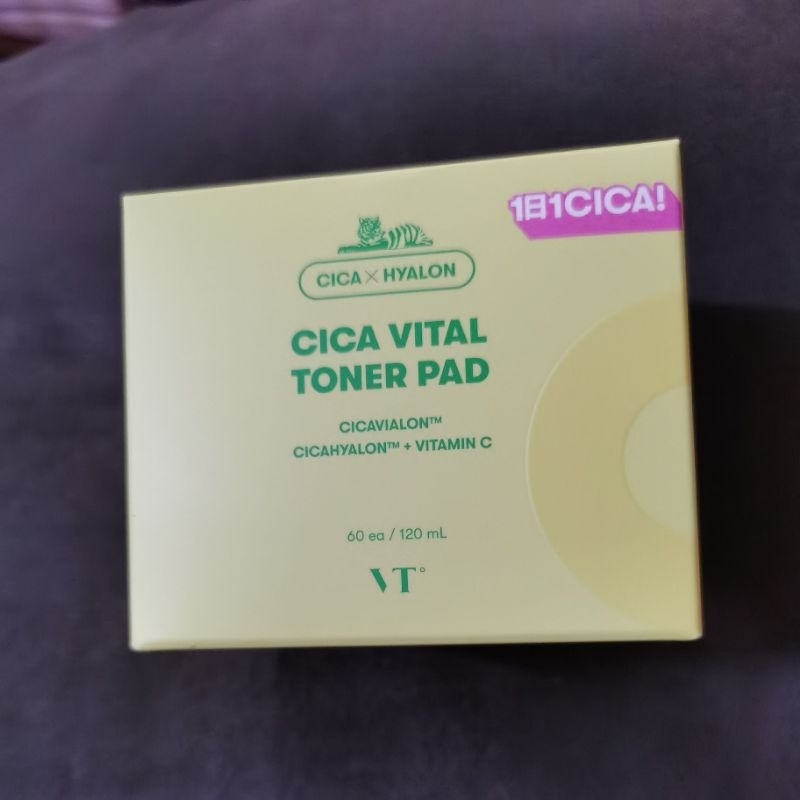 1日1CICA!
CICA × HYALON
CICA VITAL
TONER PAD
CICAVIALON™
CICAHYALON™ + VITAMIN C
60 ea / 120 mL
VT°